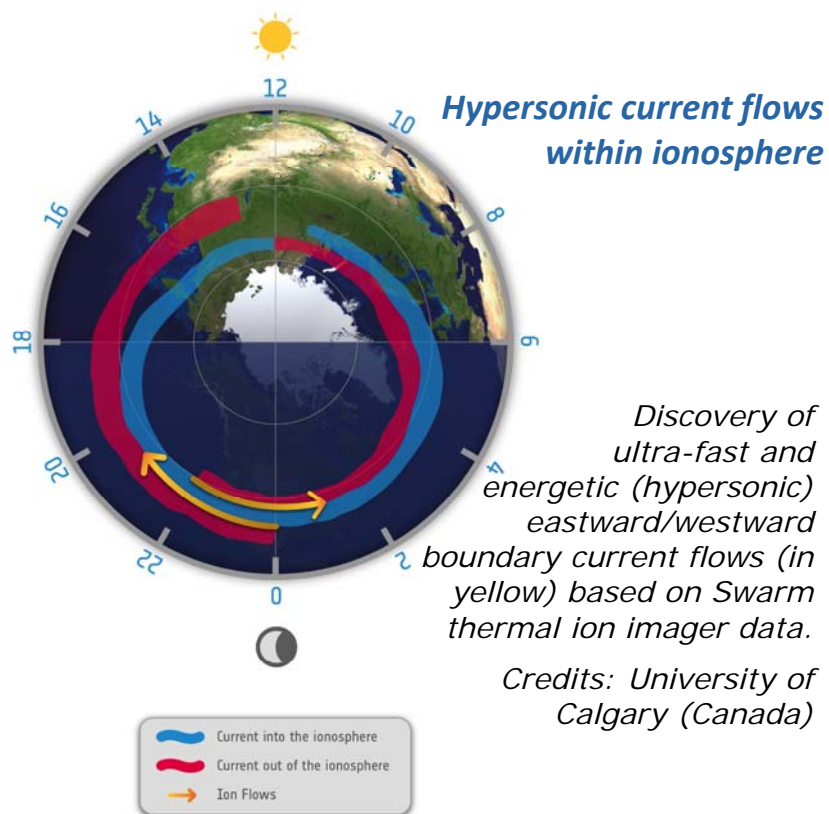 Hypersonic current flows
within ionosphere
12
14
10
16
8
18
6
20
4
22
2
0
Discovery of
ultra-fast and
energetic (hypersonic)
eastward/westward
boundary current flows (in
yellow) based on Swarm
thermal ion imager data.
Credits: University of
Calgary (Canada)
Current into the ionosphere
Current out of the ionosphere
Ion Flows